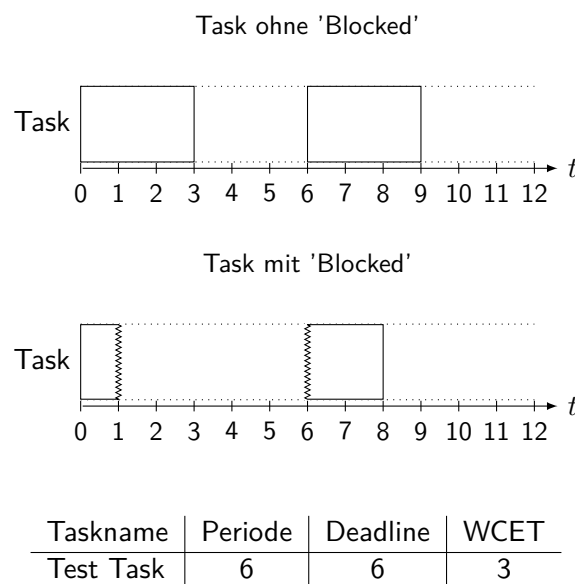 Task ohne 'Blocked'
Task
0 1 2 3 4 5 6 7 8 9 10 11 12 t
Task mit 'Blocked'
Task
0 1 2 3 4 5 6 7 8 9 10 11 12 t
Taskname Periode Deadline WCET
Test Task 6 6 3